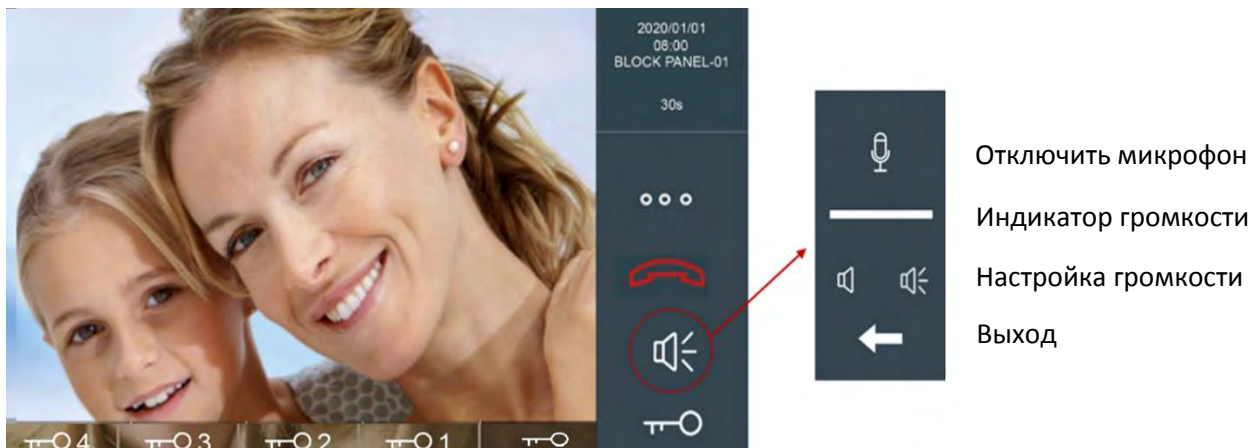 2020/01/01
08:00
BLOCK PANEL-01
30s
Отключить микрофон
Индикатор громкости
Настройка громкости
Выход
4
3
2
1